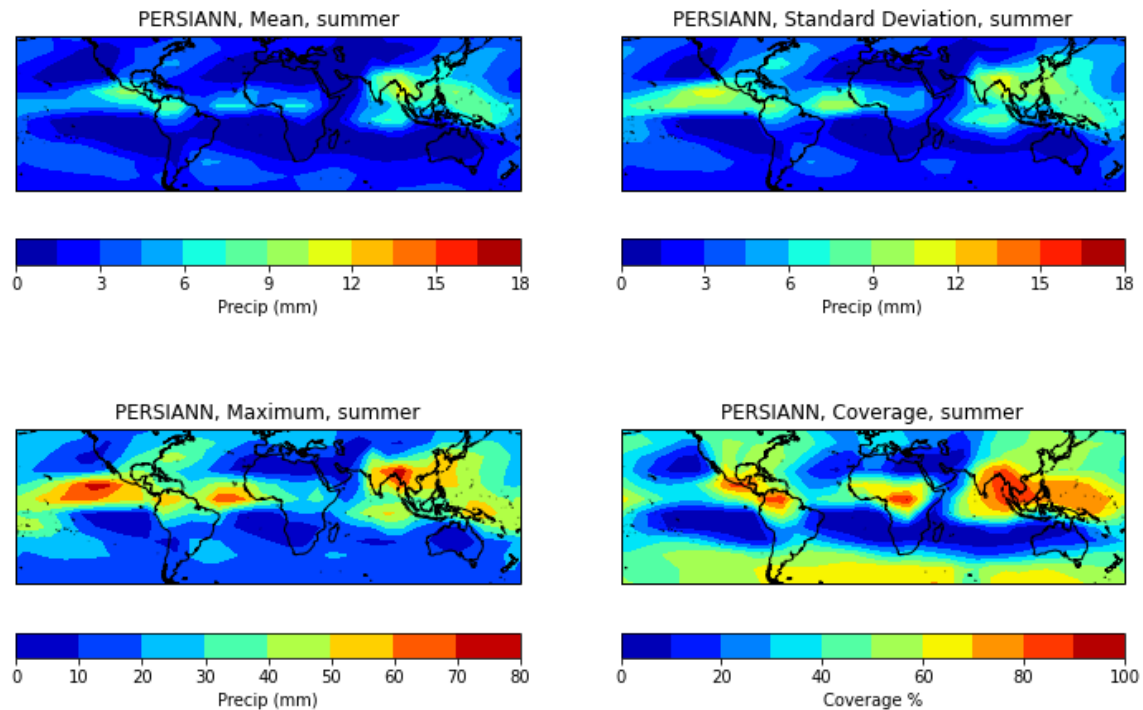 PERSIANN, Mean, summer
PERSIANN, Standard Deviation, summer
0 3 6 9 12 15 18
Precip (mm)
0 3 6 9 12 15 18
Precip (mm)
PERSIANN, Maximum, summer
PERSIANN, Coverage, summer
0 10 20 30 40 50 60 70 80
Precip (mm)
0 20 40 60 80 100
Coverage %